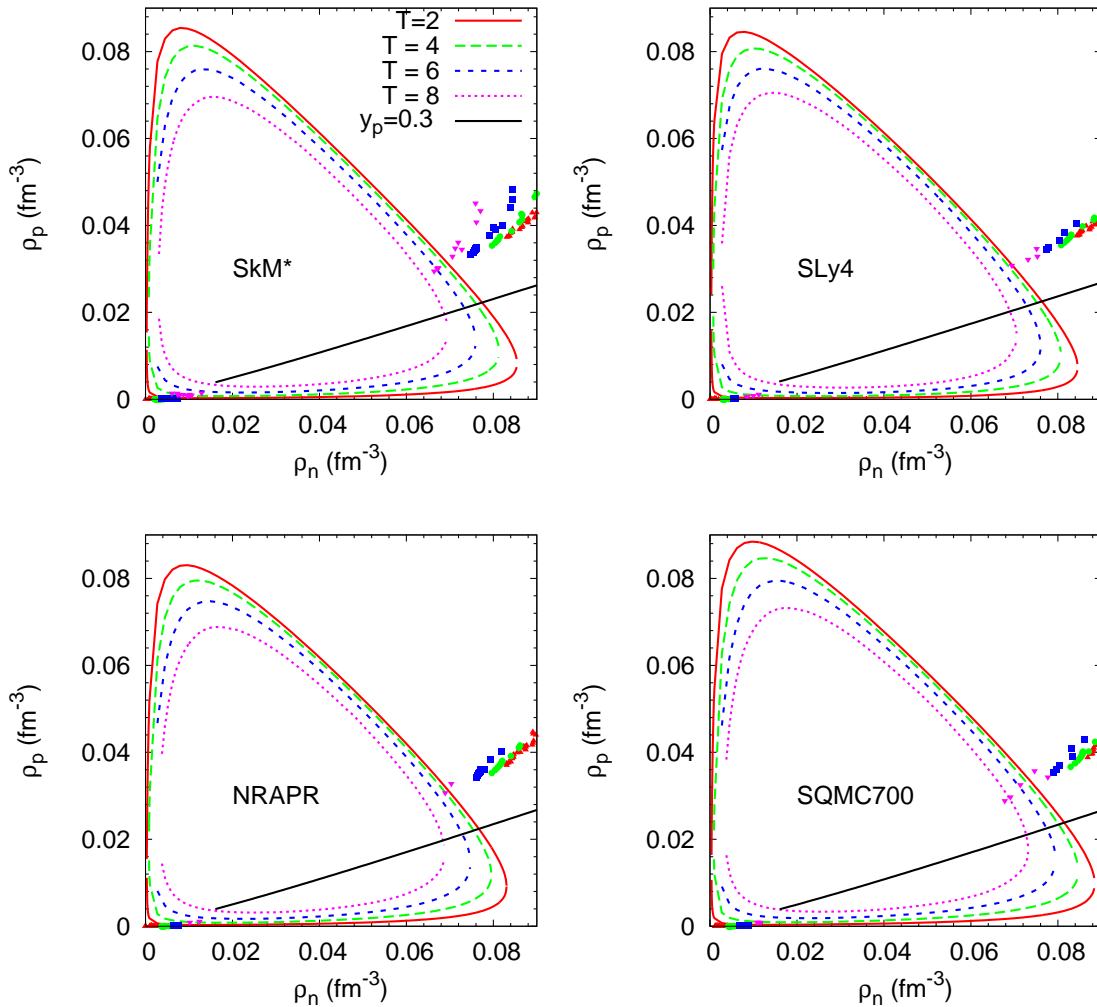 T=2
T = 4
T = 6
T = 8
y_p=0.3
0.08
0.06
0.04
0.02
0
ρ_p (fm^-3)
SkM*
0 0.02 0.04 0.06 0.08
ρ_n (fm^-3)
0.08
0.06
0.04
0.02
0
ρ_p (fm^-3)
SLy4
0 0.02 0.04 0.06 0.08
ρ_n (fm^-3)
0.08
0.06
0.04
0.02
0
ρ_p (fm^-3)
NRAPR
0 0.02 0.04 0.06 0.08
ρ_n (fm^-3)
0.08
0.06
0.04
0.02
0
ρ_p (fm^-3)
SQMC700
0 0.02 0.04 0.06 0.08
ρ_n (fm^-3)